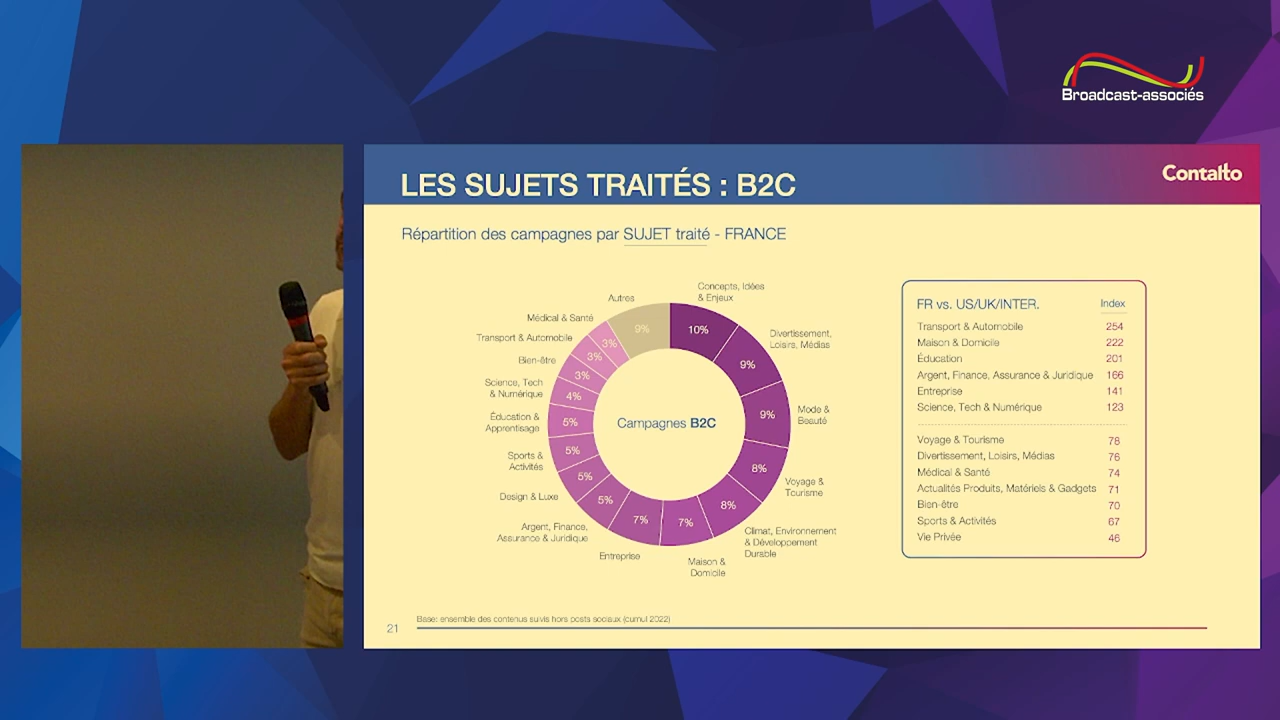 Broadcast-associés
LES SUJETS TRAITÉS : B2C
Contalto
Répartition des campagnes par SUJET traité - FRANCE
Concepts, Idées
& Enjeux
10%
Divertissement,
Loisirs, Médias
9%
Mode &
Beauté
9%
Voyage &
Tourisme
8%
Climat, Environnement
& Développement
Durable
8%
Maison &
Domicile
7%
Entreprise
7%
Argent, Finance,
Assurance & Juridique
5%
Design & Luxe
5%
Sports &
Activités
5%
Éducation &
Apprentisage
5%
Science, Tech
& Numérique
4%
Bien-être
3%
Transport & Automobile
3%
Médical & Santé
3%
Autres
9%
Campagnes B2C
FR vs. US/UK/INTER. Index
Transport & Automobile 254
Maison & Domicile 222
Éducation 201
Argent, Finance, Assurance & Juridique 166
Entreprise 141
Science, Tech & Numérique 123
Voyage & Tourisme 78
Divertissement, Loisirs, Médias 76
Médical & Santé 74
Actualités Produits, Matériels & Gadgets 71
Bien-être 70
Sports & Activités 67
Vie Privée 46
Base: ensemble des contenus suivis hors posts sociaux (cumul 2022)
21